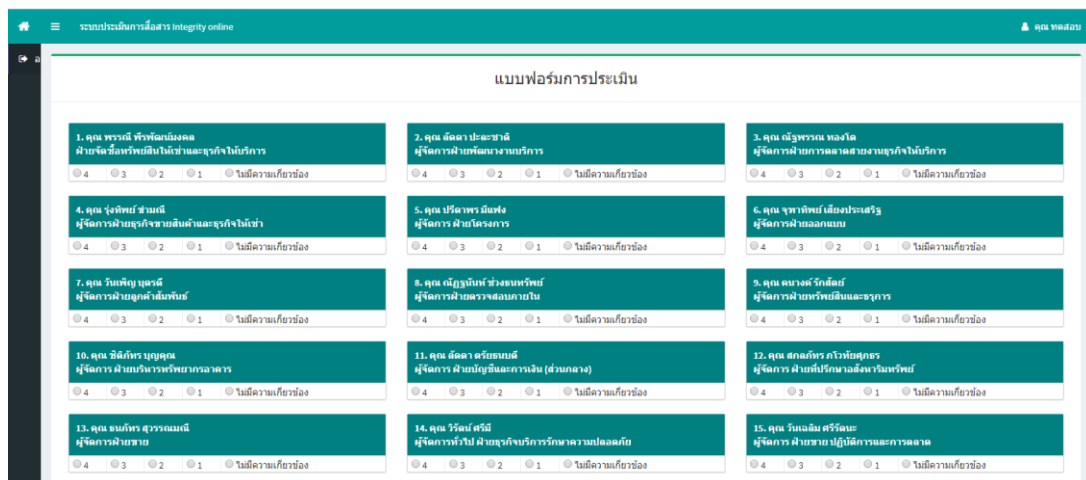 ระบบประเมินการสื่อสาร Integrity online
คุณ ทดสอบ
อ
แบบฟอร์มการประเมิน
1. คุณ พรรณี พีรพัฒน์มงคล
ฝ่ายจัดซื้อทรัพย์สินให้เช่าและธุรกิจให้บริการ
4 3 2 1 ไม่มีความเกี่ยวข้อง
2. คุณ ลัดดา ปะตะชาติ
ผู้จัดการฝ่ายพัฒนางานบริการ
4 3 2 1 ไม่มีความเกี่ยวข้อง
3. คุณ ณัฐพรรณ ทองโต
ผู้จัดการฝ่ายการตลาดสายงานธุรกิจให้บริการ
4 3 2 1 ไม่มีความเกี่ยวข้อง
4. คุณ รุ่งทิพย์ ชำมณี
ผู้จัดการฝ่ายธุรกิจขายสินค้าและธุรกิจให้เช่า
4 3 2 1 ไม่มีความเกี่ยวข้อง
5. คุณ ปรีดาพร มีแฟง
ผู้จัดการ ฝ่ายโครงการ
4 3 2 1 ไม่มีความเกี่ยวข้อง
6. คุณ จุฑาทิพย์ เสียงประเสริฐ
ผู้จัดการฝ่ายออกแบบ
4 3 2 1 ไม่มีความเกี่ยวข้อง
7. คุณ วันเพ็ญ บุตรดี
ผู้จัดการฝ่ายลูกค้าสัมพันธ์
4 3 2 1 ไม่มีความเกี่ยวข้อง
8. คุณ ณัฏฐนันท์ ช่วงธนทรัพย์
ผู้จัดการฝ่ายตรวจสอบภายใน
4 3 2 1 ไม่มีความเกี่ยวข้อง
9. คุณ คนางค์ รักสัตย์
ผู้จัดการฝ่ายทรัพย์สินและธุรการ
4 3 2 1 ไม่มีความเกี่ยวข้อง
10. คุณ ธิติภัทร บุญคุณ
ผู้จัดการ ฝ่ายบริหารทรัพยากรอาคาร
4 3 2 1 ไม่มีความเกี่ยวข้อง
11. คุณ ลัดดา ตรัยธนบดี
ผู้จัดการ ฝ่ายบัญชีและการเงิน (ส่วนกลาง)
4 3 2 1 ไม่มีความเกี่ยวข้อง
12. คุณ สกลภัทร ภโวทัยศุภธร
ผู้จัดการ ฝ่ายที่ปรึกษาอสังหาริมทรัพย์
4 3 2 1 ไม่มีความเกี่ยวข้อง
13. คุณ ธนภัทร สุวรรณมณี
ผู้จัดการฝ่ายขาย
4 3 2 1 ไม่มีความเกี่ยวข้อง
14. คุณ วิรัตน์ ศรีมี
ผู้จัดการทั่วไป ฝ่ายธุรกิจบริการรักษาความปลอดภัย
4 3 2 1 ไม่มีความเกี่ยวข้อง
15. คุณ วันเฉลิม ศรีรัตนะ
ผู้จัดการ ฝ่ายขาย ปฏิบัติการและการตลาด
4 3 2 1 ไม่มีความเกี่ยวข้อง